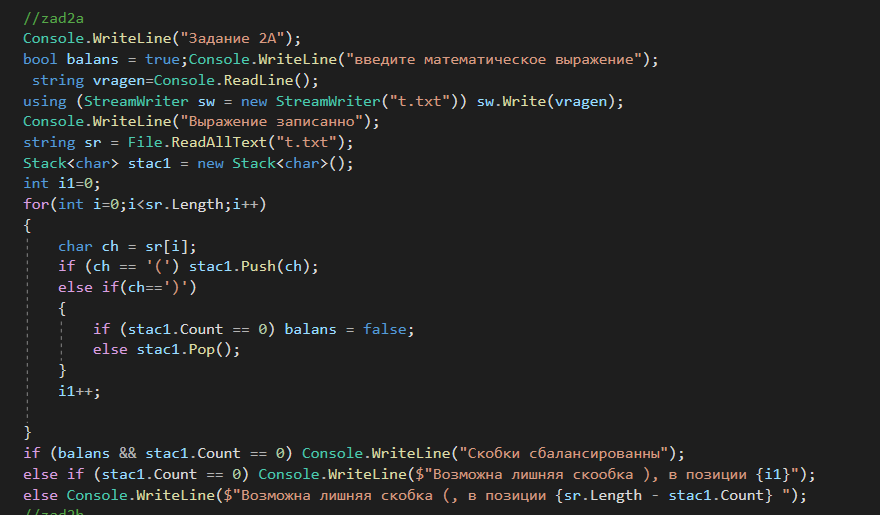 //zad2a
Console.WriteLine("Задание 2А");
bool balans = true;Console.WriteLine("введите математическое выражение");
string vragen=Console.ReadLine();
using (StreamWriter sw = new StreamWriter("t.txt")) sw.Write(vragen);
Console.WriteLine("Выражение записанно");
string sr = File.ReadAllText("t.txt");
Stack<char> stac1 = new Stack<char>();
int i1=0;
for(int i=0;i<sr.Length;i++)
{
char ch = sr[i];
if (ch == '(') stac1.Push(ch);
else if(ch==')')
{
if (stac1.Count == 0) balans = false;
else stac1.Pop();
}
i1++;
}
if (balans && stac1.Count == 0) Console.WriteLine("Скобки сбалансированны");
else if (stac1.Count == 0) Console.WriteLine($"Возможна лишняя скообка ), в позиции {i1}");
else Console.WriteLine($"Возможна лишняя скобка (, в позиции {sr.Length - stac1.Count} ");
//zad2b